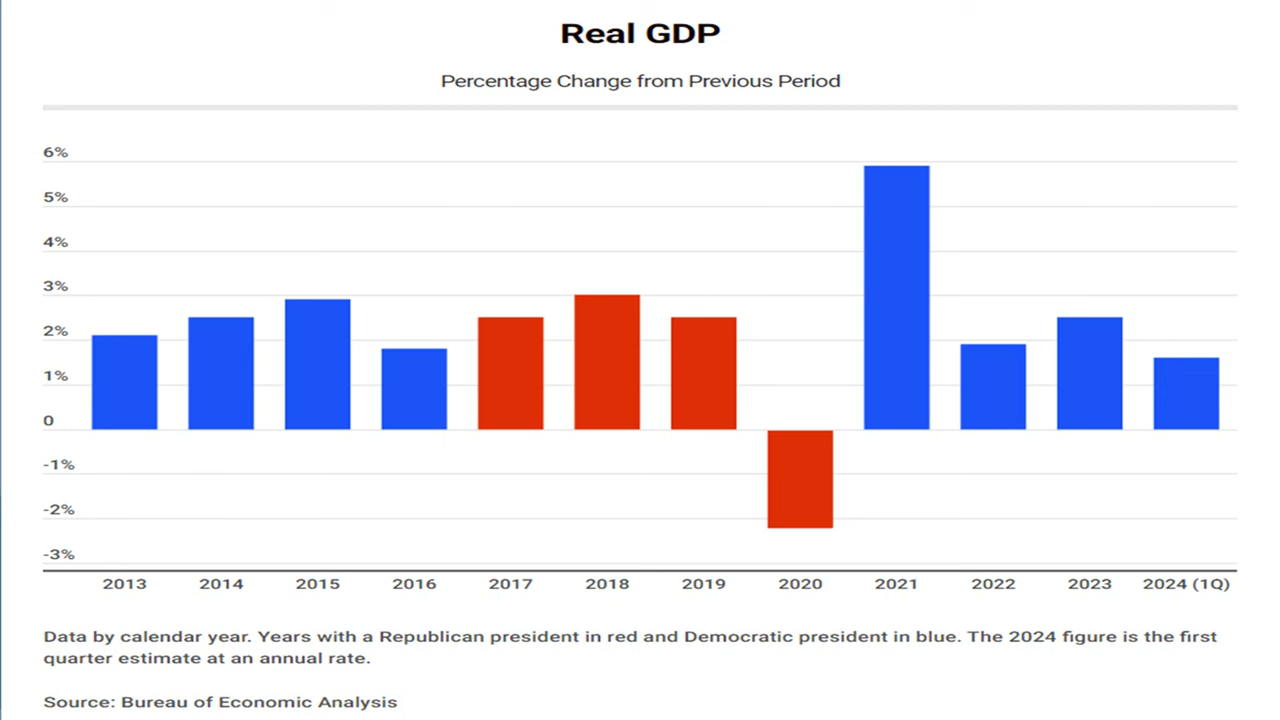 Real GDP
Percentage Change from Previous Period
6%
5%
4%
3%
2%
1%
0
-1%
-2%
-3%
2013 2014 2015 2016 2017 2018 2019 2020 2021 2022 2023 2024 (1Q)
Data by calendar year. Years with a Republican president in red and Democratic president in blue. The 2024 figure is the first
quarter estimate at an annual rate.
Source: Bureau of Economic Analysis